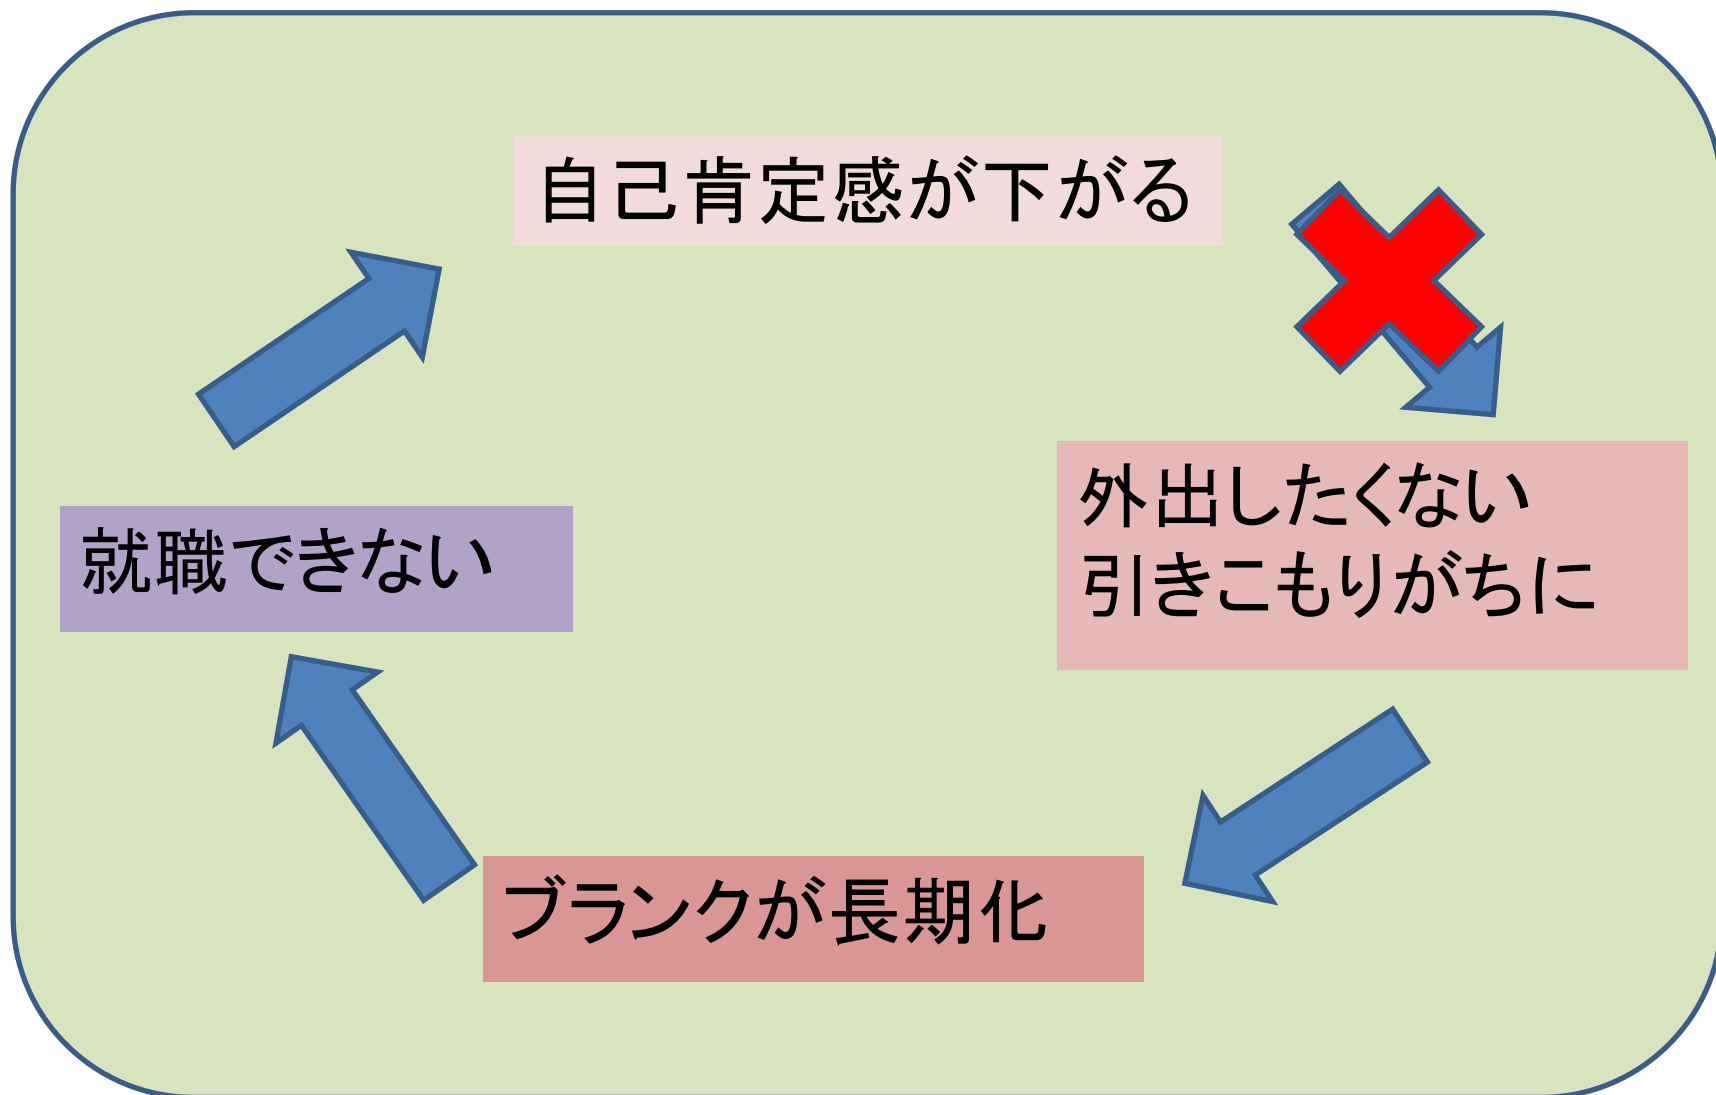 自己肯定感が下がる
外出したくない
引きこもりがちに
就職できない
ブランクが長期化